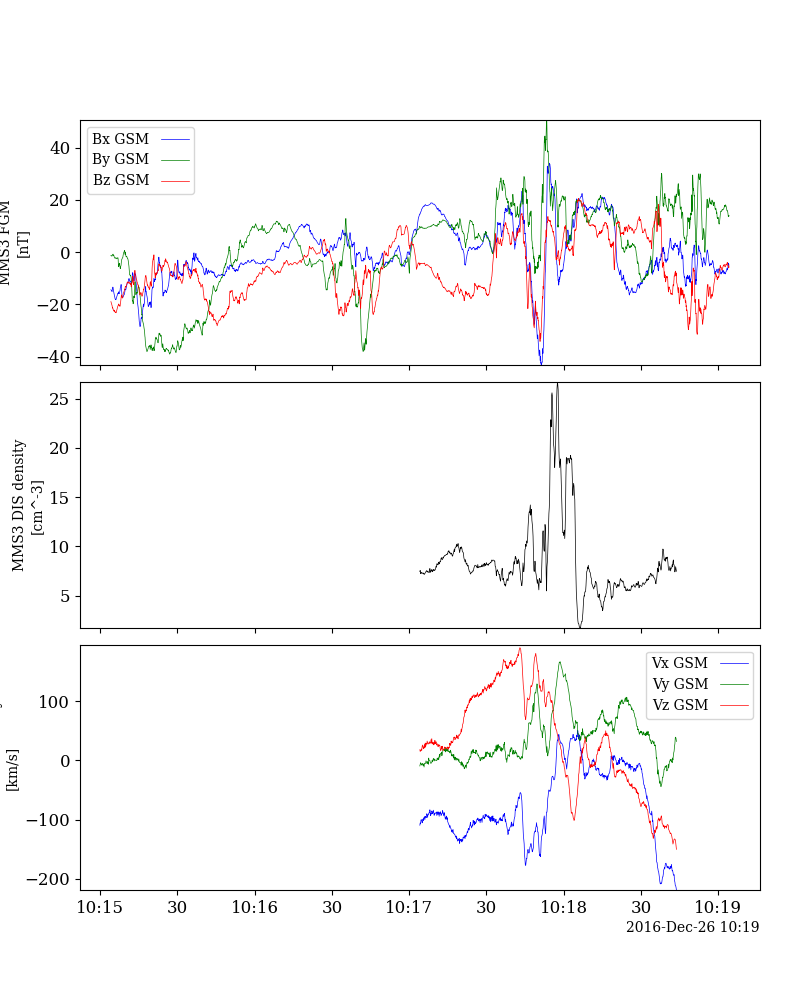 Bx GSM
By GSM
Bz GSM
40
20
0
−20
−40
MMS3 FGM
[nT]
25
20
15
10
5
MMS3 DIS density
[cm^-3]
Vx GSM
Vy GSM
Vz GSM
100
0
−100
−200
[km/s]
10:15 30 10:16 30 10:17 30 10:18 30 10:19
2016-Dec-26 10:19